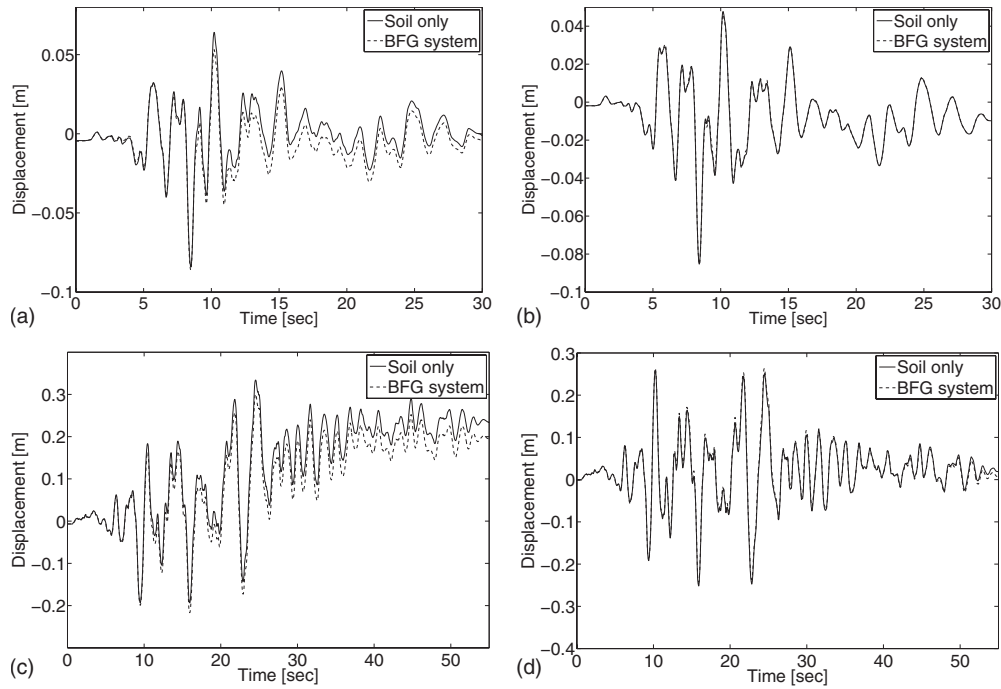 Soil only
BFG system
Displacement [m]
0.05
0
−0.05
−0.1
0 5 10 15 20 25 30
Time [sec]
(a)
Soil only
BFG system
Displacement [m]
0.04
0.02
0
−0.02
−0.04
−0.06
−0.08
−0.1
0 5 10 15 20 25 30
Time [sec]
(b)
Soil only
BFG system
Displacement [m]
0.3
0.2
0.1
0
−0.1
−0.2
0 10 20 30 40 50
Time [sec]
(c)
Soil only
BFG system
Displacement [m]
0.3
0.2
0.1
0
−0.1
−0.2
−0.3
−0.4
0 10 20 30 40 50
Time [sec]
(d)